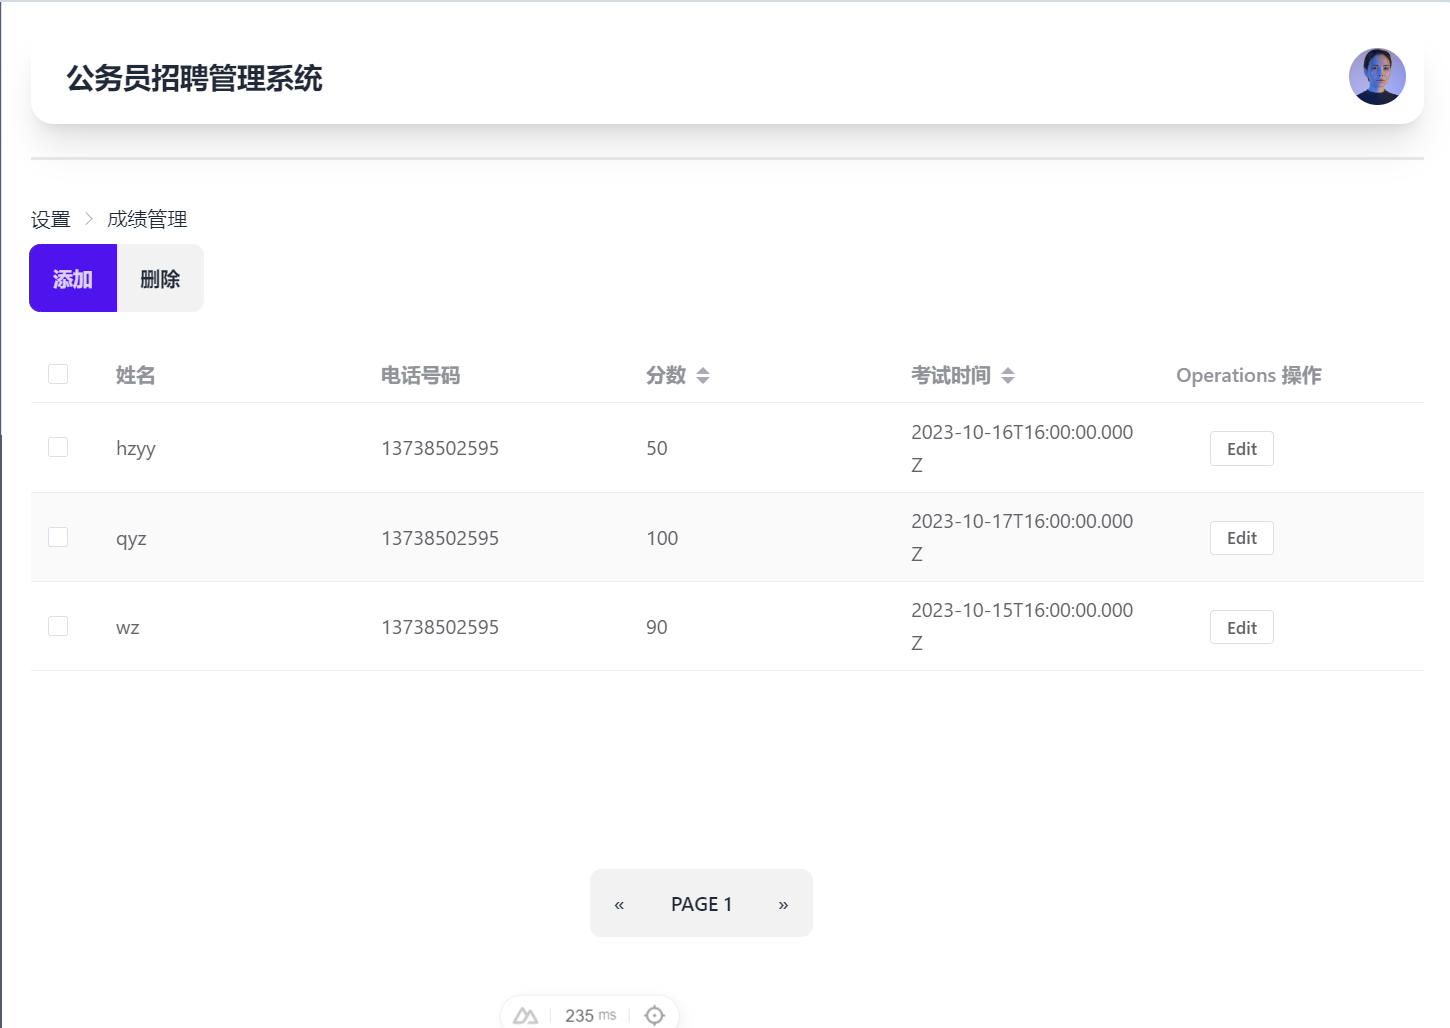 公务员招聘管理系统
设置 > 成绩管理
添加 删除
姓名 电话号码 分数 考试时间 Operations 操作
hzyy 13738502595 50 2023-10-16T16:00:00.000
Z
Edit
qyz 13738502595 100 2023-10-17T16:00:00.000
Z
Edit
wz 13738502595 90 2023-10-15T16:00:00.000
Z
Edit
« PAGE 1 »
235 ms